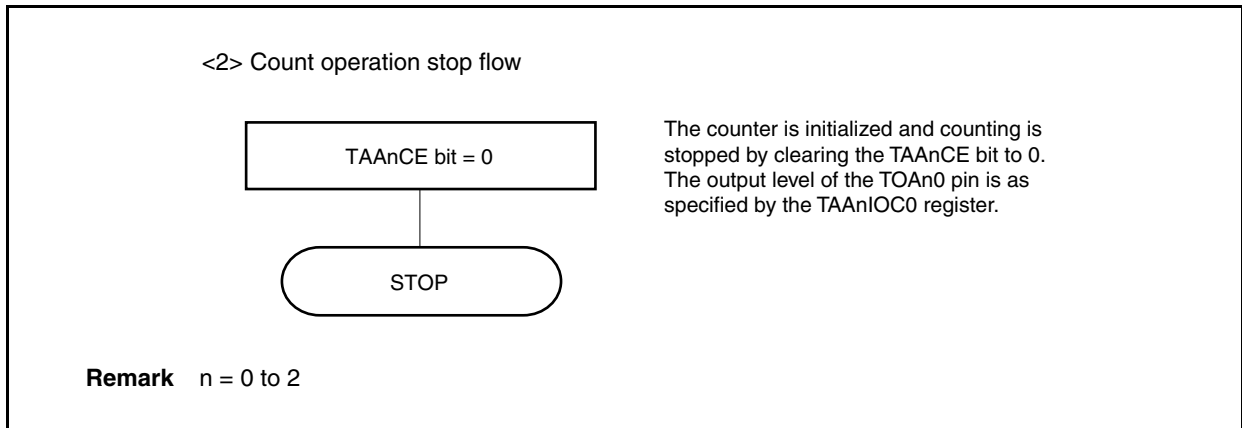 <2> Count operation stop flow
TAAnCE bit = 0
The counter is initialized and counting is
stopped by clearing the TAAnCE bit to 0.
The output level of the TOAn0 pin is as
specified by the TAAnIOC0 register.
STOP
Remark n = 0 to 2